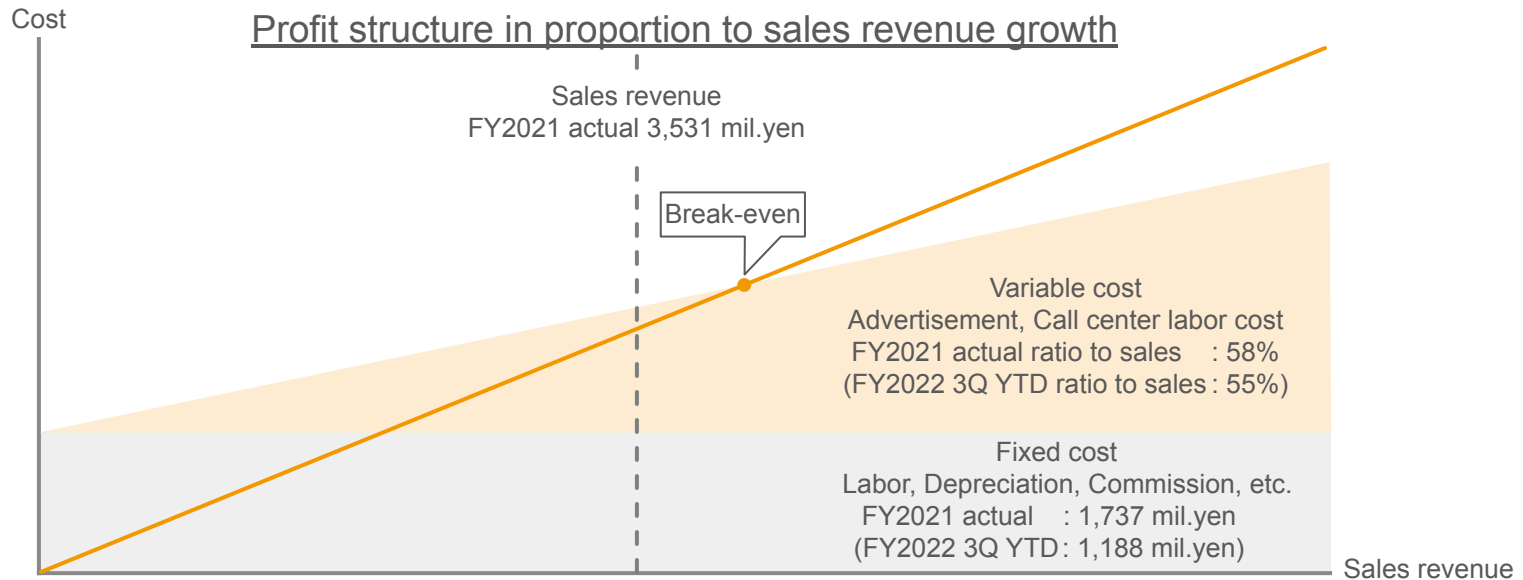 Cost
Profit structure in proportion to sales revenue growth
Sales revenue
FY2021 actual 3,531 mil.yen
Break-even
Variable cost
Advertisement, Call center labor cost
FY2021 actual ratio to sales : 58%
(FY2022 3Q YTD ratio to sales : 55%)
Fixed cost
Labor, Depreciation, Commission, etc.
FY2021 actual : 1,737 mil.yen
(FY2022 3Q YTD : 1,188 mil.yen)
Sales revenue